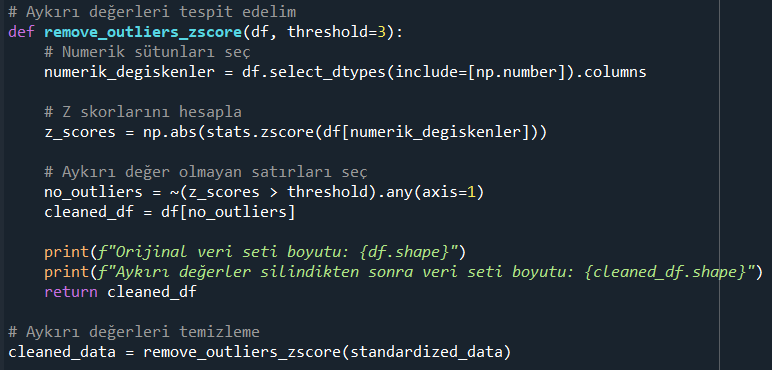 # Aykırı değerleri tespit edelim
def remove_outliers_zscore(df, threshold=3):
    # Numerik sütunları seç
    numerik_degiskenler = df.select_dtypes(include=[np.number]).columns
    # Z skorlarını hesapla
    z_scores = np.abs(stats.zscore(df[numerik_degiskenler]))
    # Aykırı değer olmayan satırları seç
    no_outliers = ~(z_scores > threshold).any(axis=1)
    cleaned_df = df[no_outliers]
    print(f"Orijinal veri seti boyutu: {df.shape}")
    print(f"Aykırı değerler silindikten sonra veri seti boyutu: {cleaned_df.shape}")
    return cleaned_df
# Aykırı değerleri temizleme
cleaned_data = remove_outliers_zscore(standardized_data)